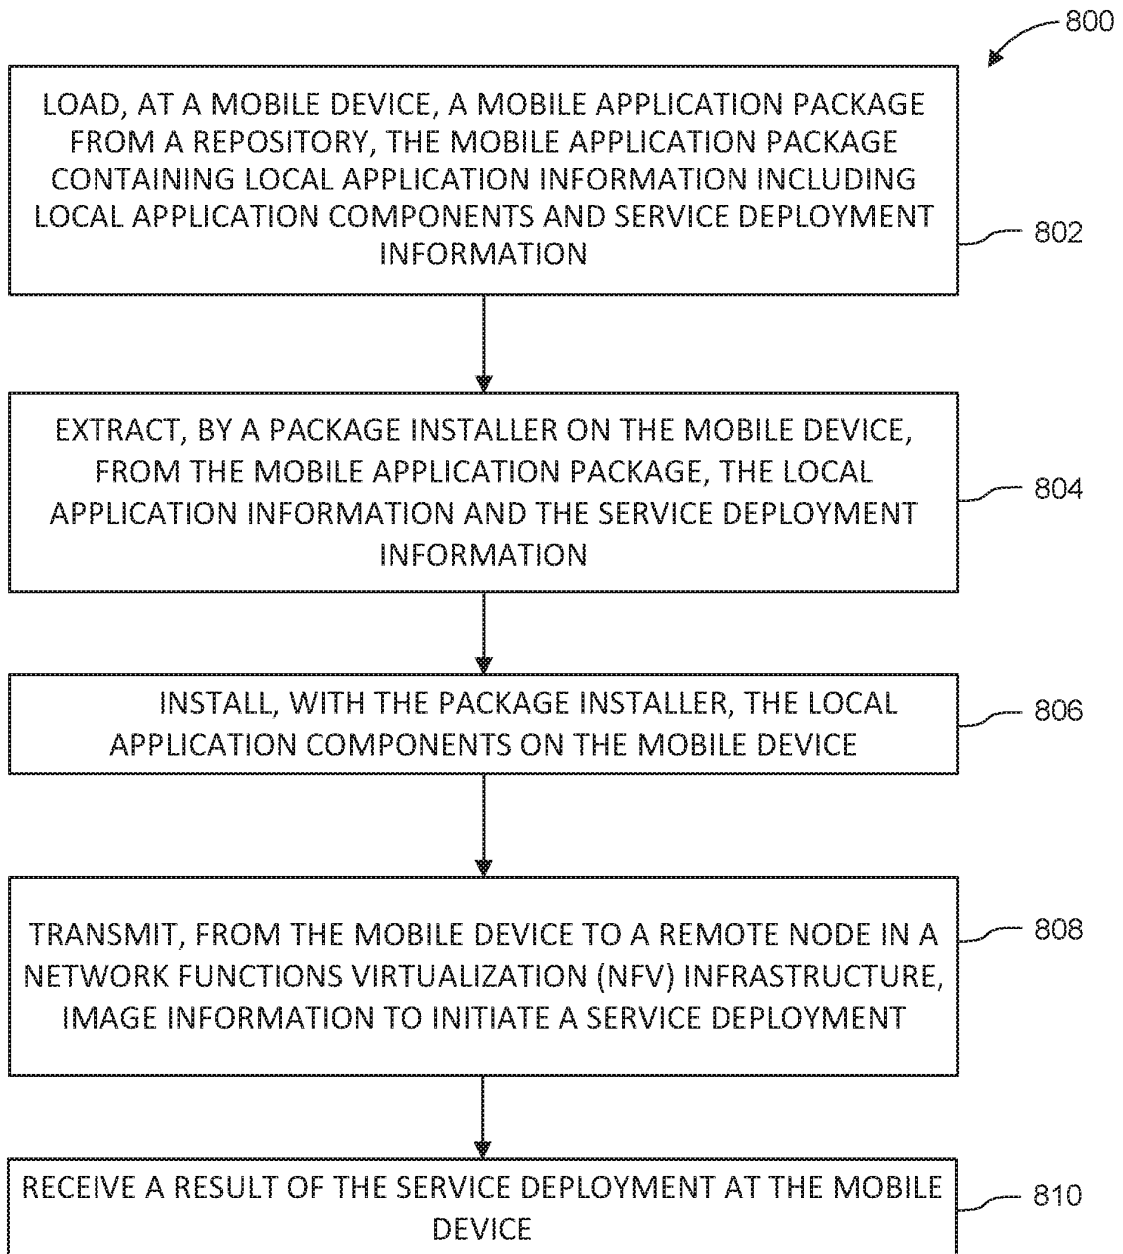 800
LOAD, AT A MOBILE DEVICE, A MOBILE APPLICATION PACKAGE
FROM A REPOSITORY, THE MOBILE APPLICATION PACKAGE
CONTAINING LOCAL APPLICATION INFORMATION INCLUDING
LOCAL APPLICATION COMPONENTS AND SERVICE DEPLOYMENT
INFORMATION
802
EXTRACT, BY A PACKAGE INSTALLER ON THE MOBILE DEVICE,
FROM THE MOBILE APPLICATION PACKAGE, THE LOCAL
APPLICATION INFORMATION AND THE SERVICE DEPLOYMENT
INFORMATION
804
INSTALL, WITH THE PACKAGE INSTALLER, THE LOCAL
APPLICATION COMPONENTS ON THE MOBILE DEVICE
806
TRANSMIT, FROM THE MOBILE DEVICE TO A REMOTE NODE IN A
NETWORK FUNCTIONS VIRTUALIZATION (NFV) INFRASTRUCTURE,
IMAGE INFORMATION TO INITIATE A SERVICE DEPLOYMENT
808
RECEIVE A RESULT OF THE SERVICE DEPLOYMENT AT THE MOBILE
DEVICE
810